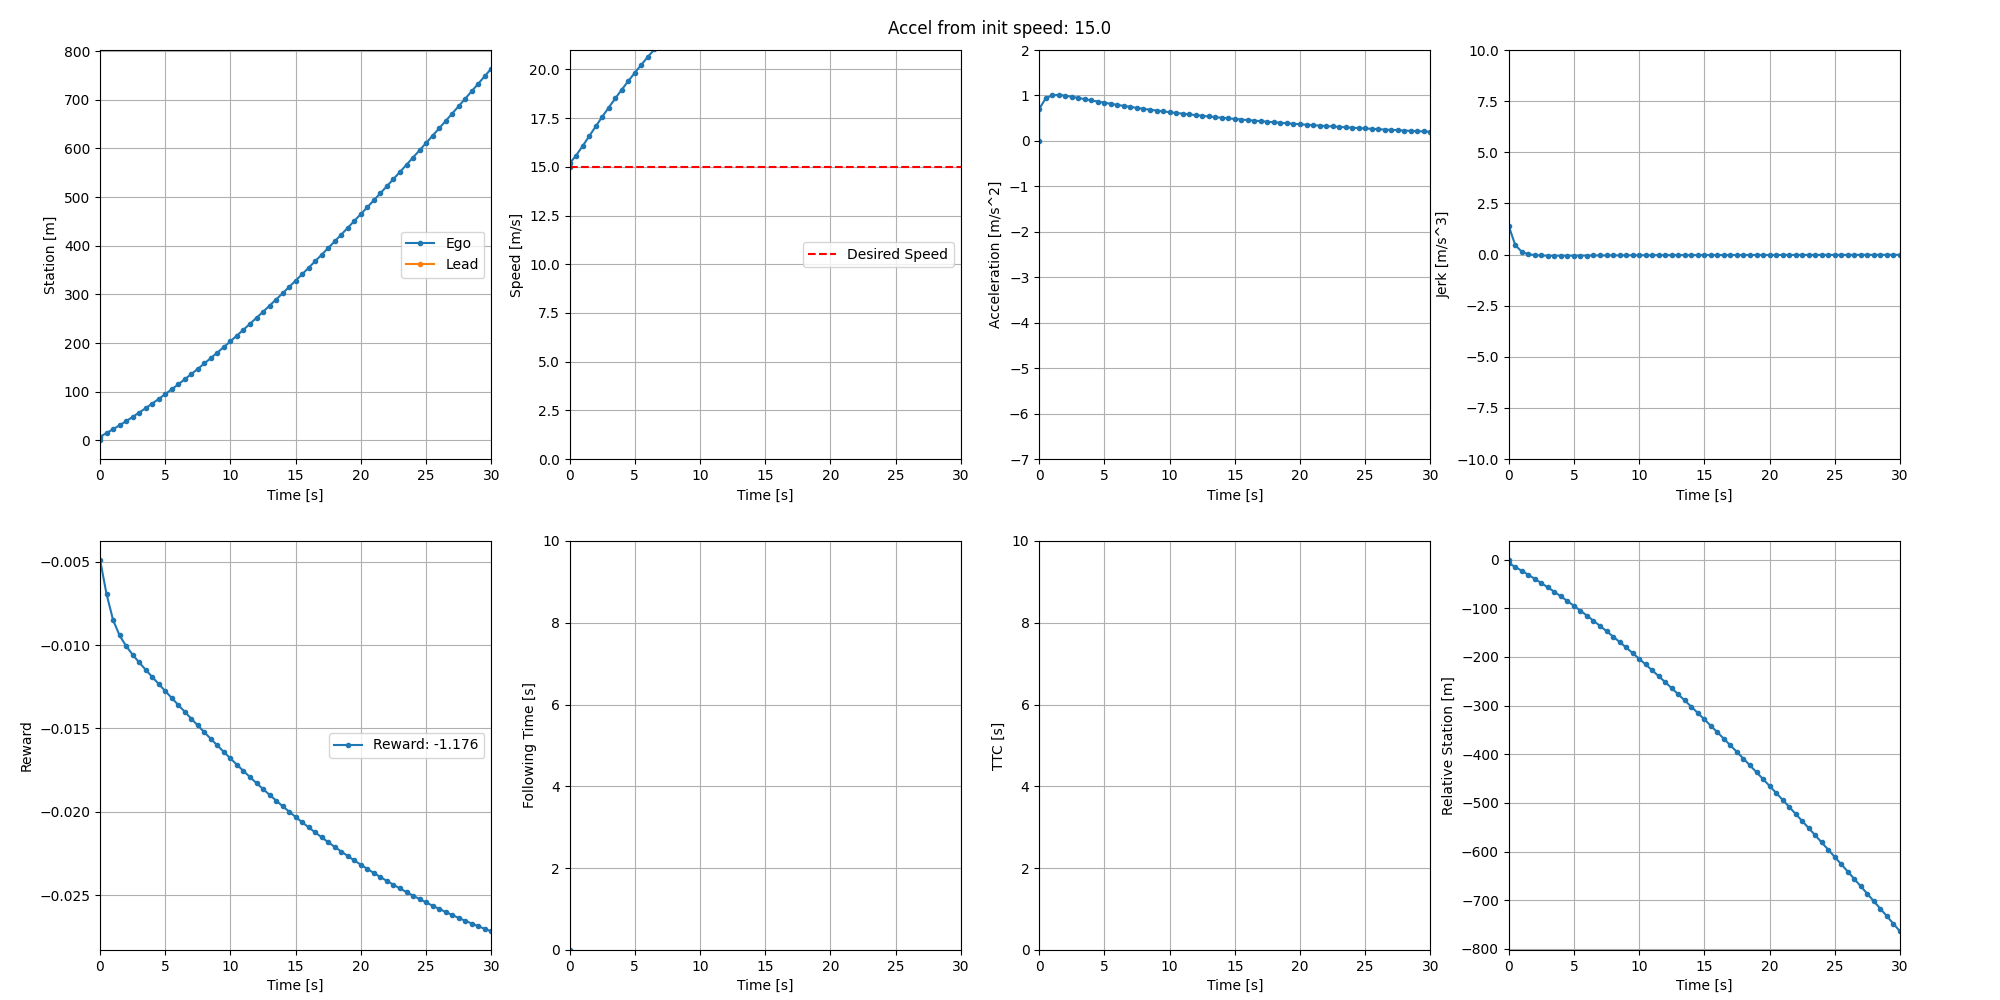 Accel from init speed: 15.0
800
700
600
500
400
300
200
100
0
Station [m]
Ego
Lead
0 5 10 15 20 25 30
Time [s]
20.0
17.5
15.0
12.5
10.0
7.5
5.0
2.5
0.0
Speed [m/s]
Desired Speed
0 5 10 15 20 25 30
Time [s]
2
1
0
−1
−2
−3
−4
−5
−6
−7
Acceleration [m/s^2]
0 5 10 15 20 25 30
Time [s]
10.0
7.5
5.0
2.5
0.0
−2.5
−5.0
−7.5
−10.0
Jerk [m/s^3]
0 5 10 15 20 25 30
Time [s]
−0.005
−0.010
−0.015
−0.020
−0.025
Reward
Reward: -1.176
0 5 10 15 20 25 30
Time [s]
10
8
6
4
2
0
Following Time [s]
0 5 10 15 20 25 30
Time [s]
10
8
6
4
2
0
TTC [s]
0 5 10 15 20 25 30
Time [s]
0
−100
−200
−300
−400
−500
−600
−700
−800
Relative Station [m]
0 5 10 15 20 25 30
Time [s]